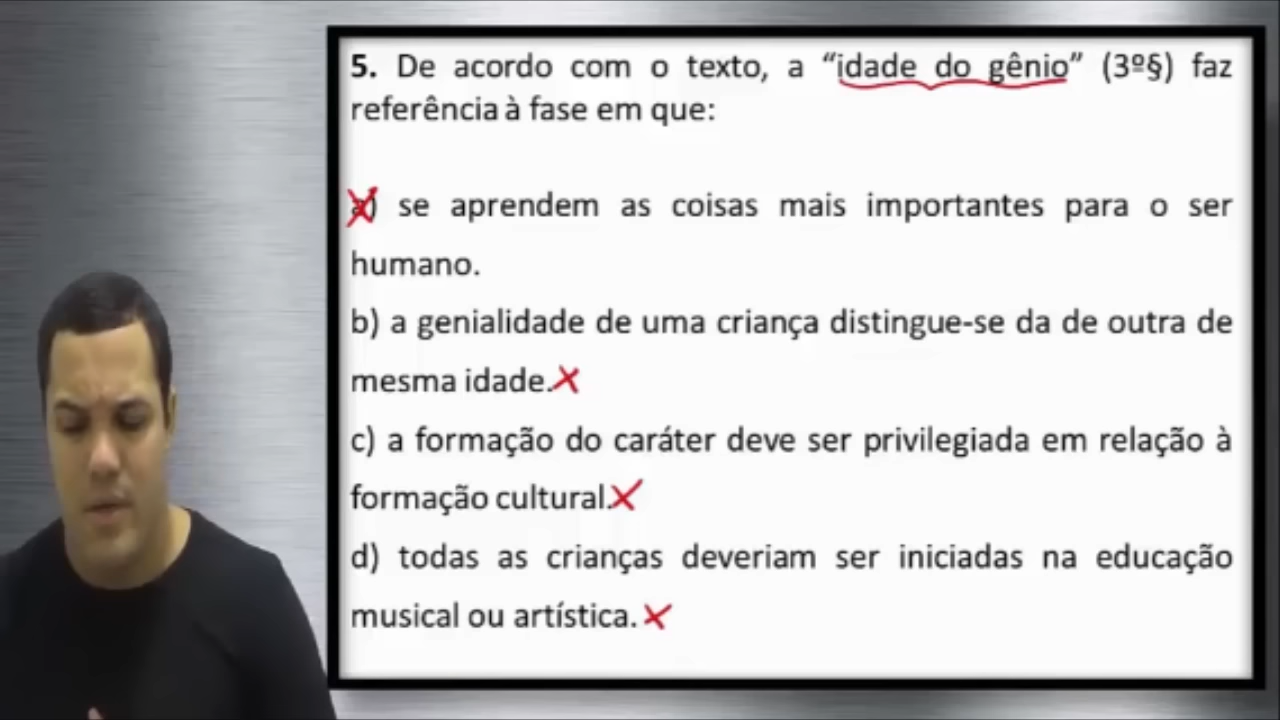 5. De acordo com o texto, a “idade do gênio” (3º§) faz
referência à fase em que:
a) se aprendem as coisas mais importantes para o ser
humano.
b) a genialidade de uma criança distingue-se da de outra de
mesma idade.
c) a formação do caráter deve ser privilegiada em relação à
formação cultural.
d) todas as crianças deveriam ser iniciadas na educação
musical ou artística.